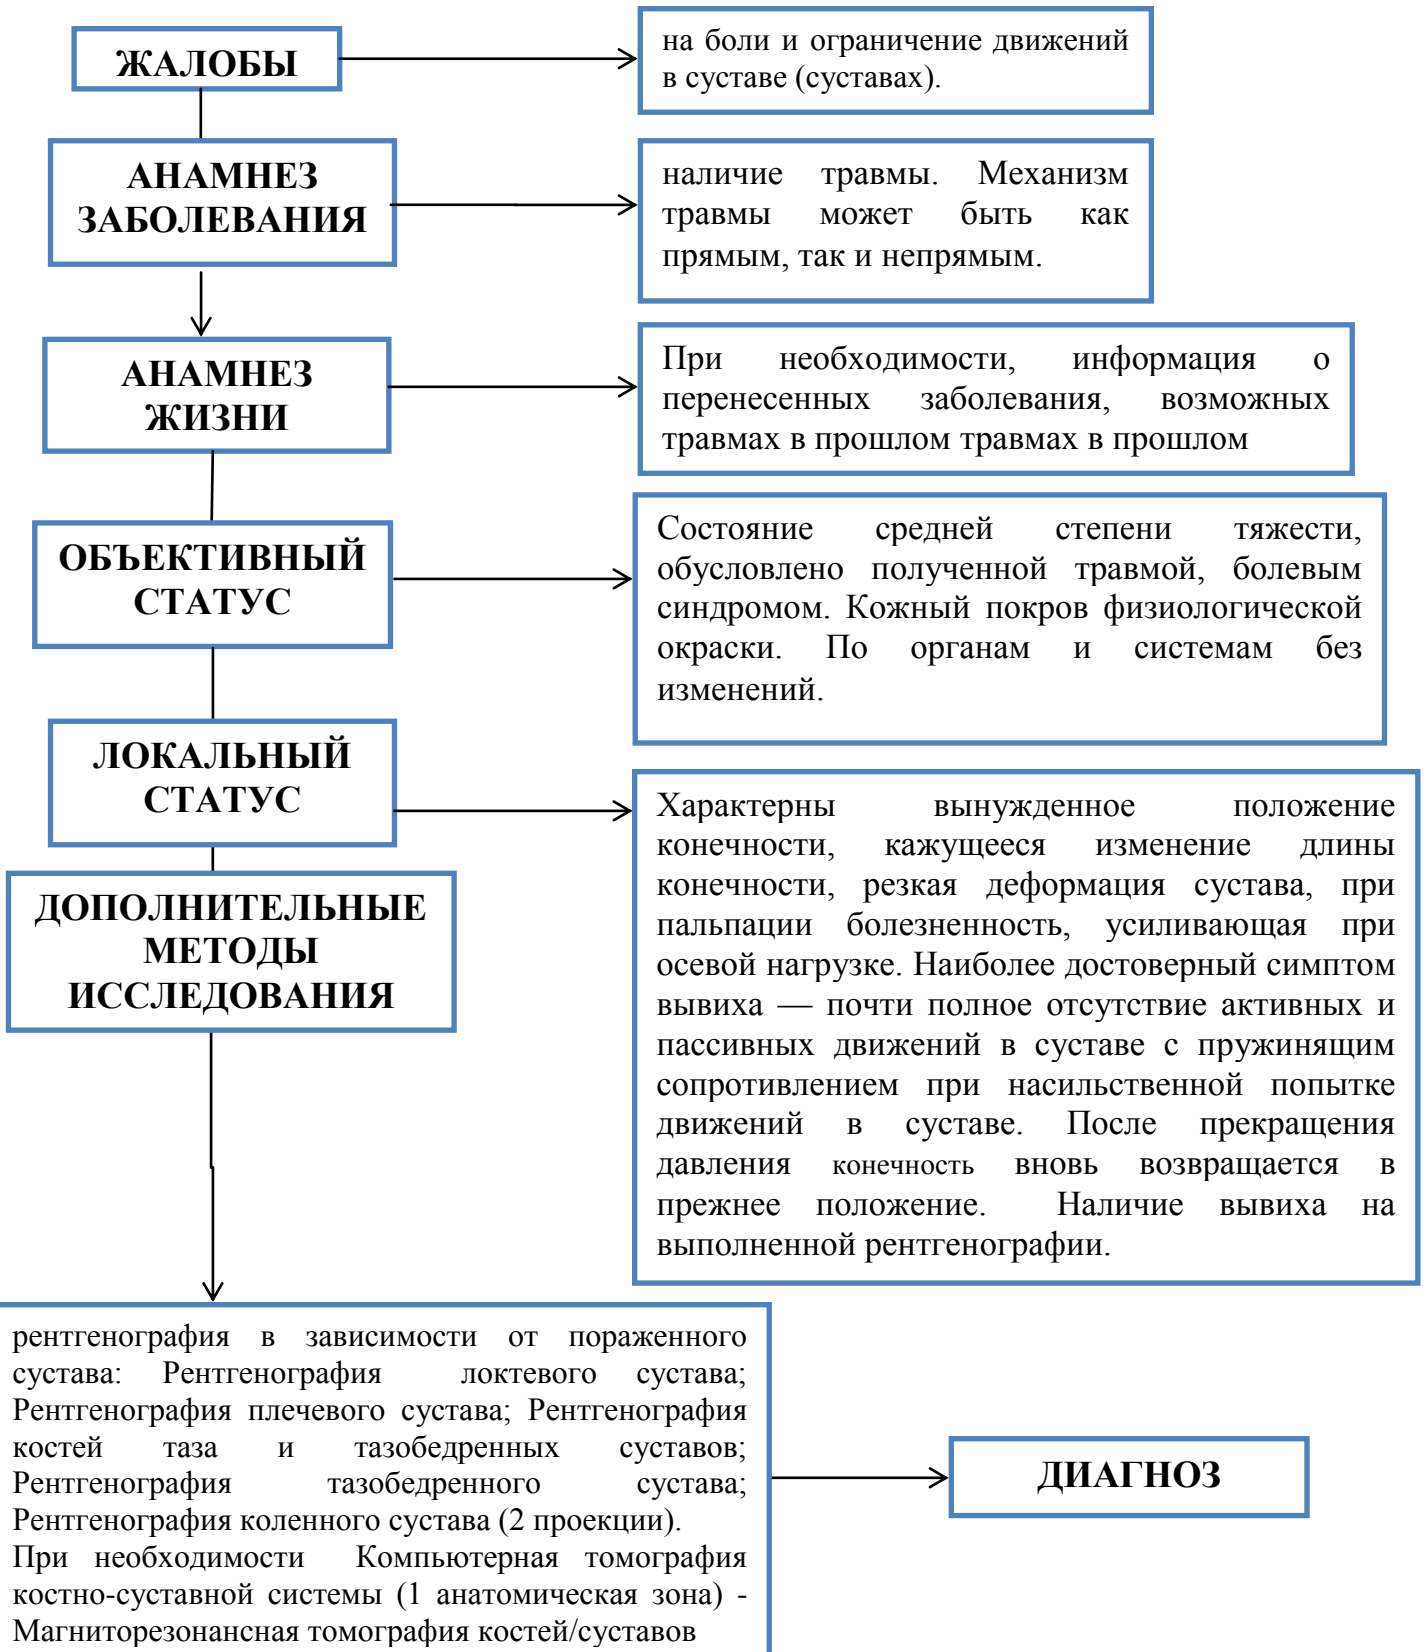 ЖАЛОБЫ
на боли и ограничение движений
в суставе (суставах).
АНАМНЕЗ
ЗАБОЛЕВАНИЯ
наличие травмы. Механизм
травмы может быть как
прямым, так и непрямым.
АНАМНЕЗ
ЖИЗНИ
При необходимости, информация о
перенесенных заболевания, возможных
травмах в прошлом травмах в прошлом
ОБЪЕКТИВНЫЙ
СТАТУС
Состояние средней степени тяжести,
обусловлено полученной травмой, болевым
синдромом. Кожный покров физиологической
окраски. По органам и системам без
изменений.
ЛОКАЛЬНЫЙ
СТАТУС
Характерны вынужденное положение
конечности, кажущееся изменение длины
конечности, резкая деформация сустава, при
пальпации болезненность, усиливающая при
осевой нагрузке. Наиболее достоверный симптом
вывиха — почти полное отсутствие активных и
пассивных движений в суставе с пружинящим
сопротивлением при насильственной попытке
движений в суставе. После прекращения
давления конечность вновь возвращается в
прежнее положение. Наличие вывиха на
выполненной рентгенографии.
ДОПОЛНИТЕЛЬНЫЕ
МЕТОДЫ
ИССЛЕДОВАНИЯ
рентгенография в зависимости от пораженного
сустава: Рентгенография локтевого сустава;
Рентгенография плечевого сустава; Рентгенография
костей таза и тазобедренных суставов;
Рентгенография тазобедренного сустава;
Рентгенография коленного сустава (2 проекции).
При необходимости Компьютерная томография
костно-суставной системы (1 анатомическая зона) -
Магниторезонансная томография костей/суставов
ДИАГНОЗ